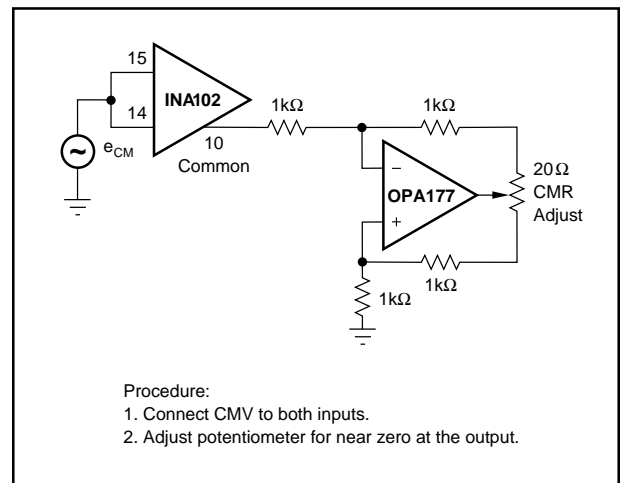 15
INA102
14
10
Common
e_CM
1kΩ
1kΩ
−
OPA177
+
20Ω
CMR
Adjust
1kΩ
1kΩ
Procedure:
1. Connect CMV to both inputs.
2. Adjust potentiometer for near zero at the output.